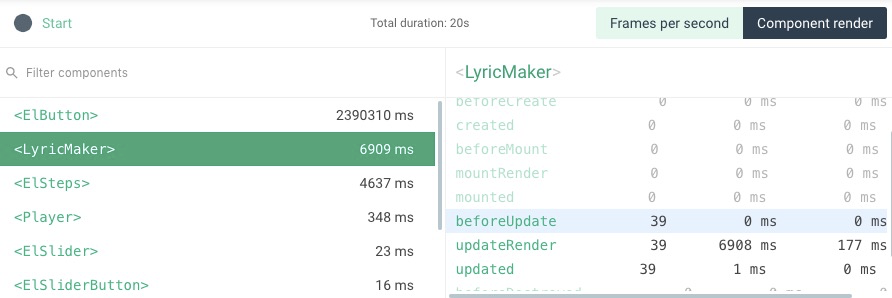 Start Total duration: 20s Frames per second Component render
Filter components
<ElButton> 2390310 ms
<LyricMaker> 6909 ms
<ElSteps> 4637 ms
<Player> 348 ms
<ElSlider> 23 ms
<ElSliderButton> 16 ms
<LyricMaker>
beforeCreate 0 0 ms 0 ms
created 0 0 ms 0 ms
beforeMount 0 0 ms 0 ms
mountRender 0 0 ms 0 ms
mounted 0 0 ms 0 ms
beforeUpdate 39 0 ms 0 ms
updateRender 39 6908 ms 177 ms
updated 39 1 ms 0 ms